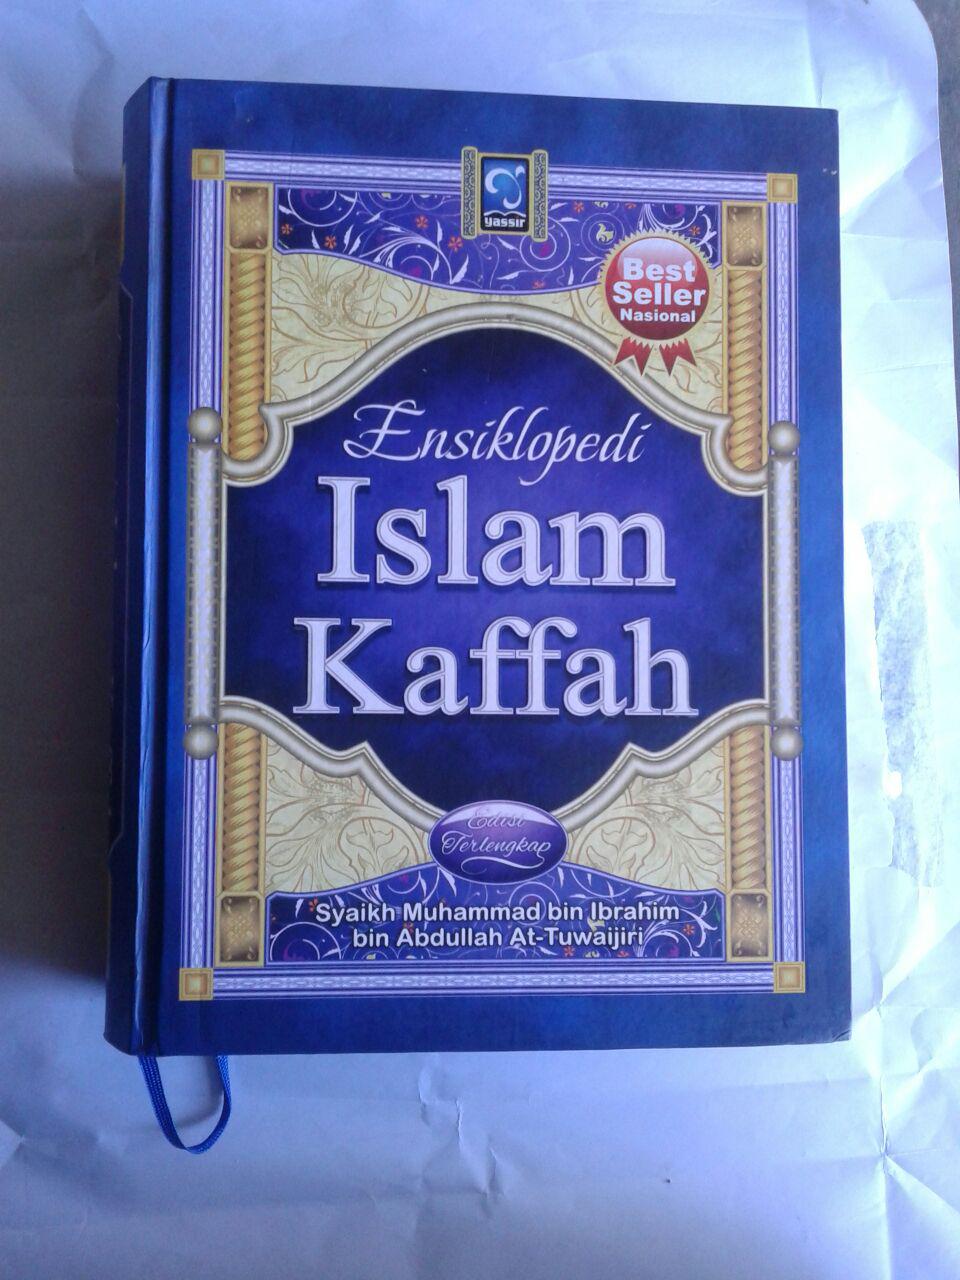 yassir
Best
Seller
Nasional
Ensiklopedi
Islam
Kaffah
Edisi
Terlengkap
Syaikh Muhammad bin Ibrahim
bin Abdullah At-Tuwaijiri